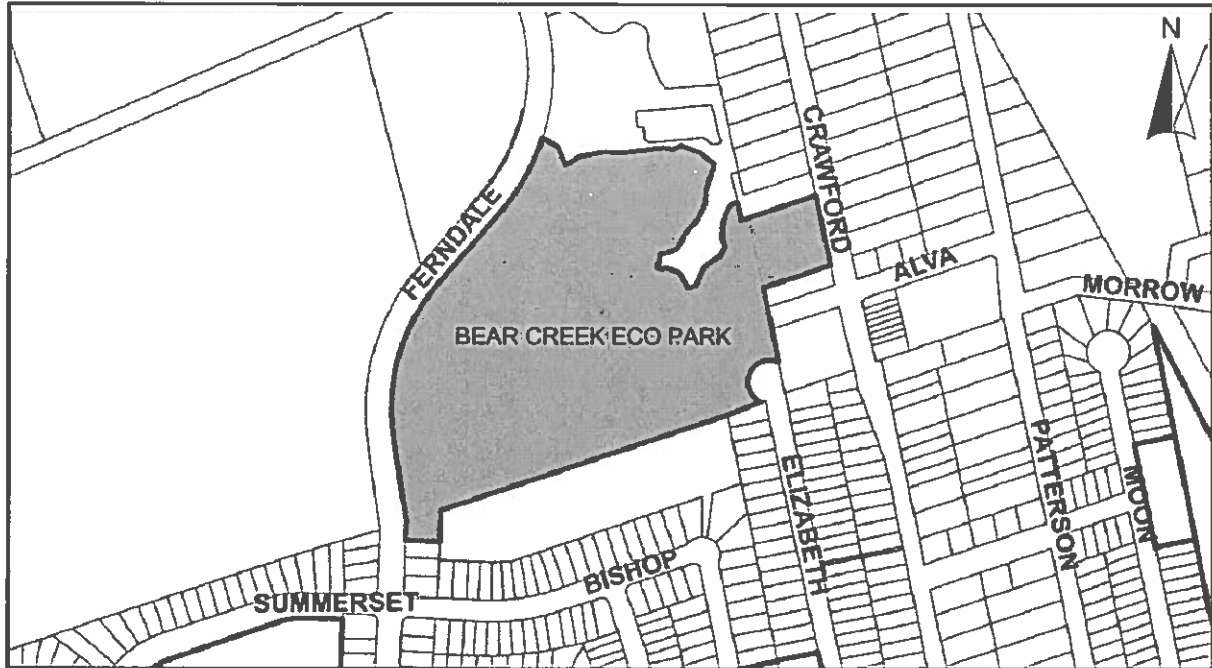 N
CRAWFORD
FERNDALE
ALVA
MORROW
BEAR CREEK ECO PARK
ELIZABETH
PATTERSON
MOON
BISHOP
SUMMERSET